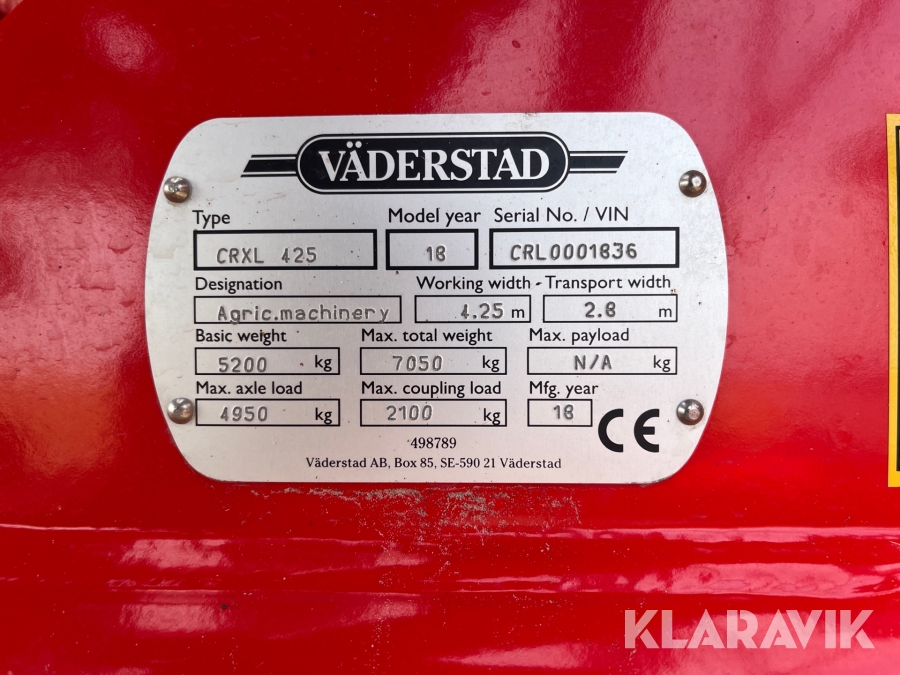 VÄDERSTAD
Type Model year Serial No. / VIN
CRXL 425 18 CRL0001836
Designation Working width - Transport width
Agric.machinery 4.25 m 2.8 m
Basic weight Max. total weight Max. payload
5200 kg 7050 kg N/A kg
Max. axle load Max. coupling load Mfg. year
4950 kg 2100 kg 18 CE
498789
Väderstad AB, Box 85, SE-590 21 Väderstad
KLARAVIK